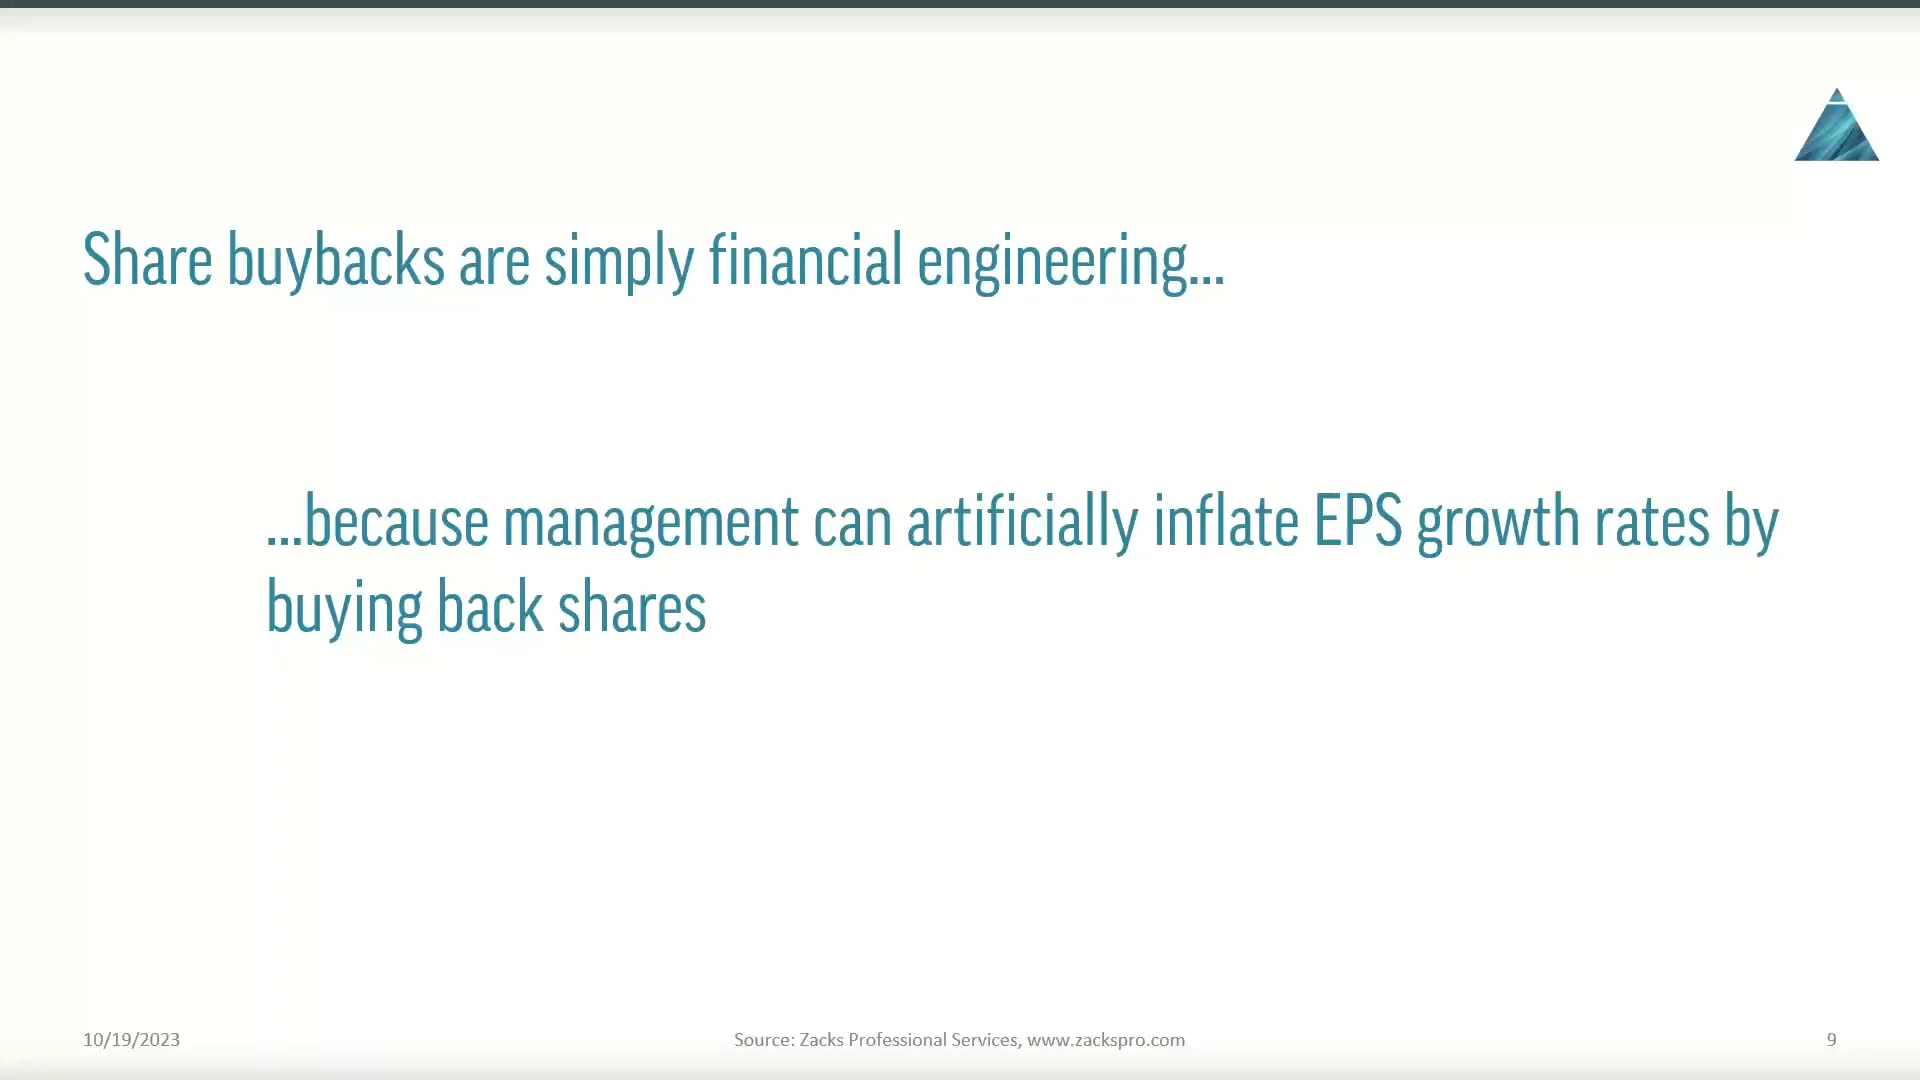 Share buybacks are simply financial engineering...
...because management can artificially inflate EPS growth rates by
buying back shares
10/19/2023
Source: Zacks Professional Services, www.zackspro.com
9